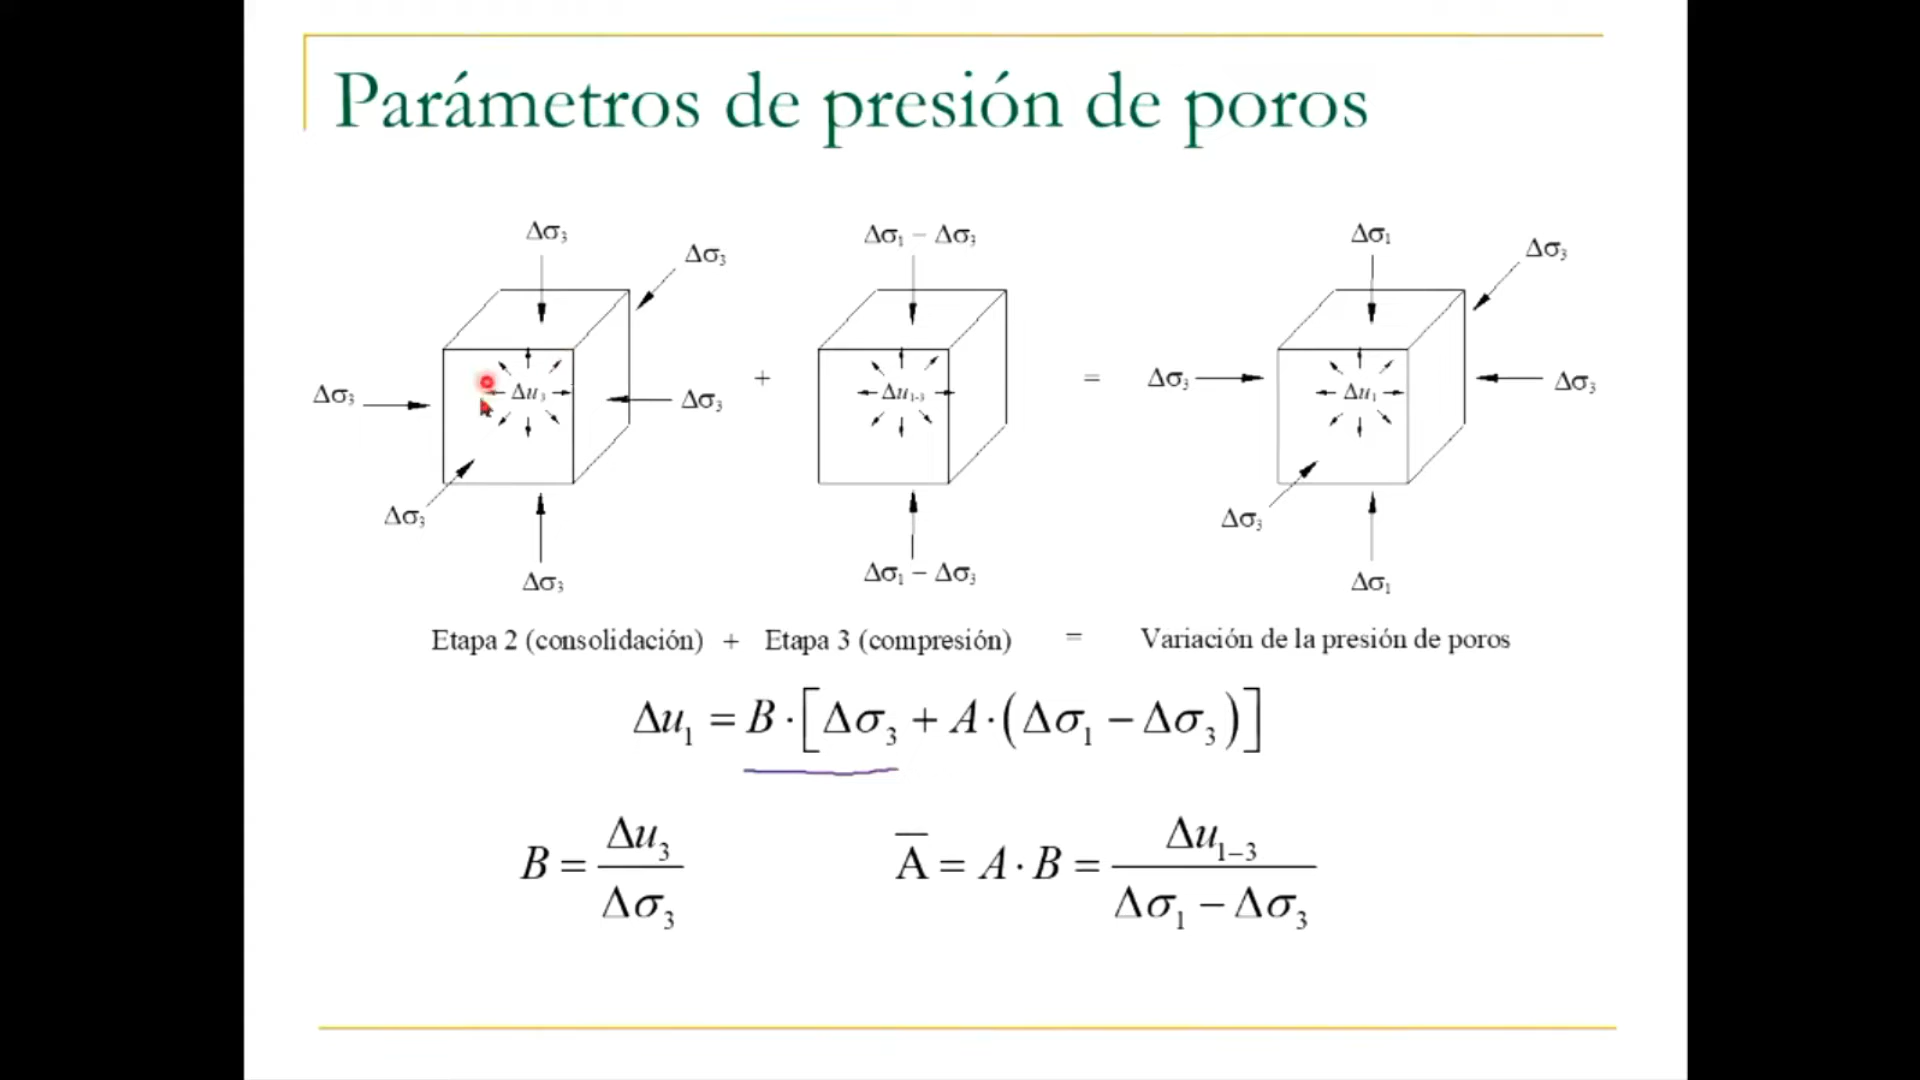 Parámetros de presión de poros
Δσ₃ Δσ₁ − Δσ₃ Δσ₁
Δσ₃ Δσ₃
Δσ₃ Δu₃ Δσ₃ + Δu₁₋₃ = Δσ₃ Δu₁ Δσ₃
Δσ₃ Δσ₃
Δσ₃ Δσ₁ − Δσ₃ Δσ₁
Etapa 2 (consolidación) + Etapa 3 (compresión) = Variación de la presión de poros
Δu₁ = B · [Δσ₃ + A · (Δσ₁ − Δσ₃)]
B = Δu₃ / Δσ₃
A̅ = A · B = Δu₁₋₃ / Δσ₁ − Δσ₃